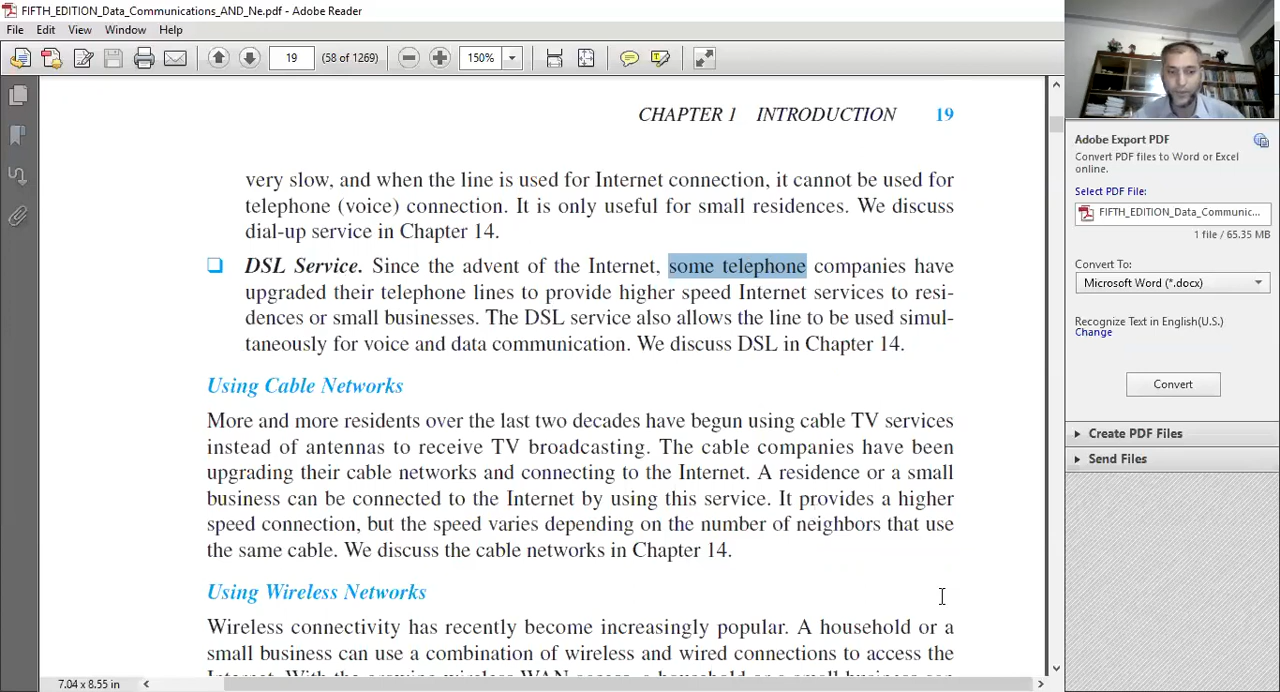 FIFTH_EDITION_Data_Communications_AND_Ne.pdf - Adobe Reader
File Edit View Window Help
19 (58 of 1269) 150%
CHAPTER 1 INTRODUCTION 19
very slow, and when the line is used for Internet connection, it cannot be used for
telephone (voice) connection. It is only useful for small residences. We discuss
dial-up service in Chapter 14.
❑ DSL Service. Since the advent of the Internet, some telephone companies have
upgraded their telephone lines to provide higher speed Internet services to resi-
dences or small businesses. The DSL service also allows the line to be used simul-
taneously for voice and data communication. We discuss DSL in Chapter 14.
Using Cable Networks
More and more residents over the last two decades have begun using cable TV services
instead of antennas to receive TV broadcasting. The cable companies have been
upgrading their cable networks and connecting to the Internet. A residence or a small
business can be connected to the Internet by using this service. It provides a higher
speed connection, but the speed varies depending on the number of neighbors that use
the same cable. We discuss the cable networks in Chapter 14.
Using Wireless Networks
Wireless connectivity has recently become increasingly popular. A household or a
small business can use a combination of wireless and wired connections to access the
Internet. With the growing wireless WAN access, a household or a small business can
7.04 x 8.55 in
Adobe Export PDF
Convert PDF files to Word or Excel
online.
Select PDF File:
FIFTH_EDITION_Data_Communic...
1 file / 65.35 MB
Convert To:
Microsoft Word (*.docx)
Recognize Text in English(U.S.)
Change
Convert
Create PDF Files
Send Files